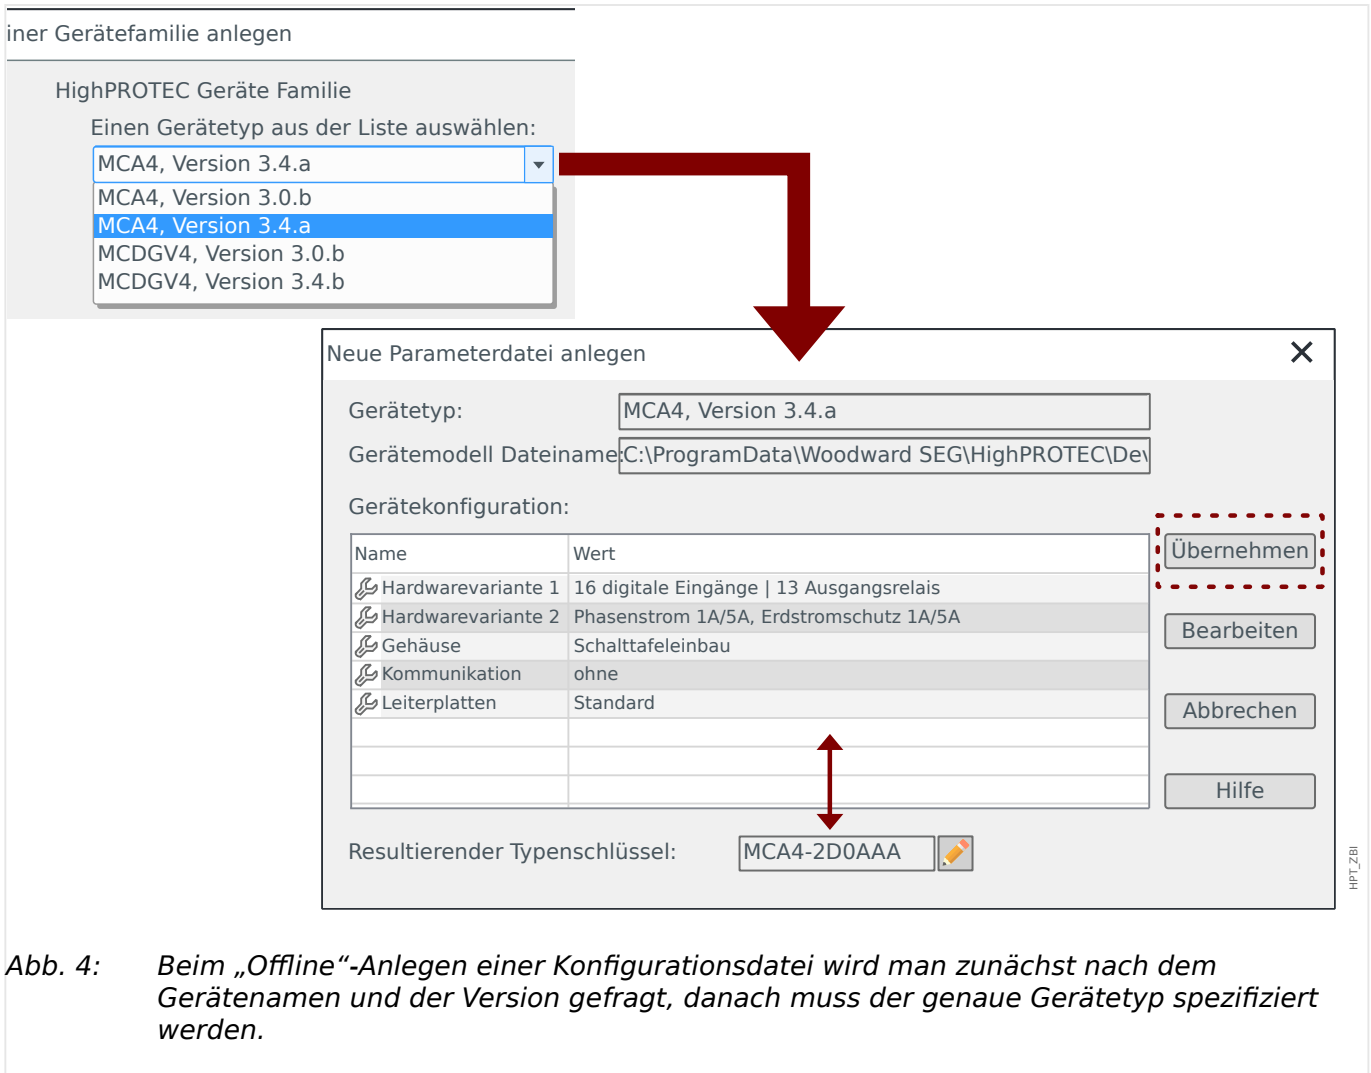 iner Gerätefamilie anlegen
HighPROTEC Geräte Familie
Einen Gerätetyp aus der Liste auswählen:
MCA4, Version 3.4.a
MCA4, Version 3.0.b
MCA4, Version 3.4.a
MCDGV4, Version 3.0.b
MCDGV4, Version 3.4.b
Neue Parameterdatei anlegen
Gerätetyp: MCA4, Version 3.4.a
Gerätemodell Dateiname: C:\ProgramData\Woodward SEG\HighPROTEC\Dev
Gerätekonfiguration:
Name Wert
Hardwarevariante 1 16 digitale Eingänge | 13 Ausgangsrelais
Hardwarevariante 2 Phasenstrom 1A/5A, Erdstromschutz 1A/5A
Gehäuse Schalttafeleinbau
Kommunikation ohne
Leiterplatten Standard
Übernehmen
Bearbeiten
Abbrechen
Hilfe
Resultierender Typenschlüssel: MCA4-2D0AAA
HPT_ZBI
Abb. 4: Beim „Offline“-Anlegen einer Konfigurationsdatei wird man zunächst nach dem
Gerätenamen und der Version gefragt, danach muss der genaue Gerätetyp spezifiziert
werden.